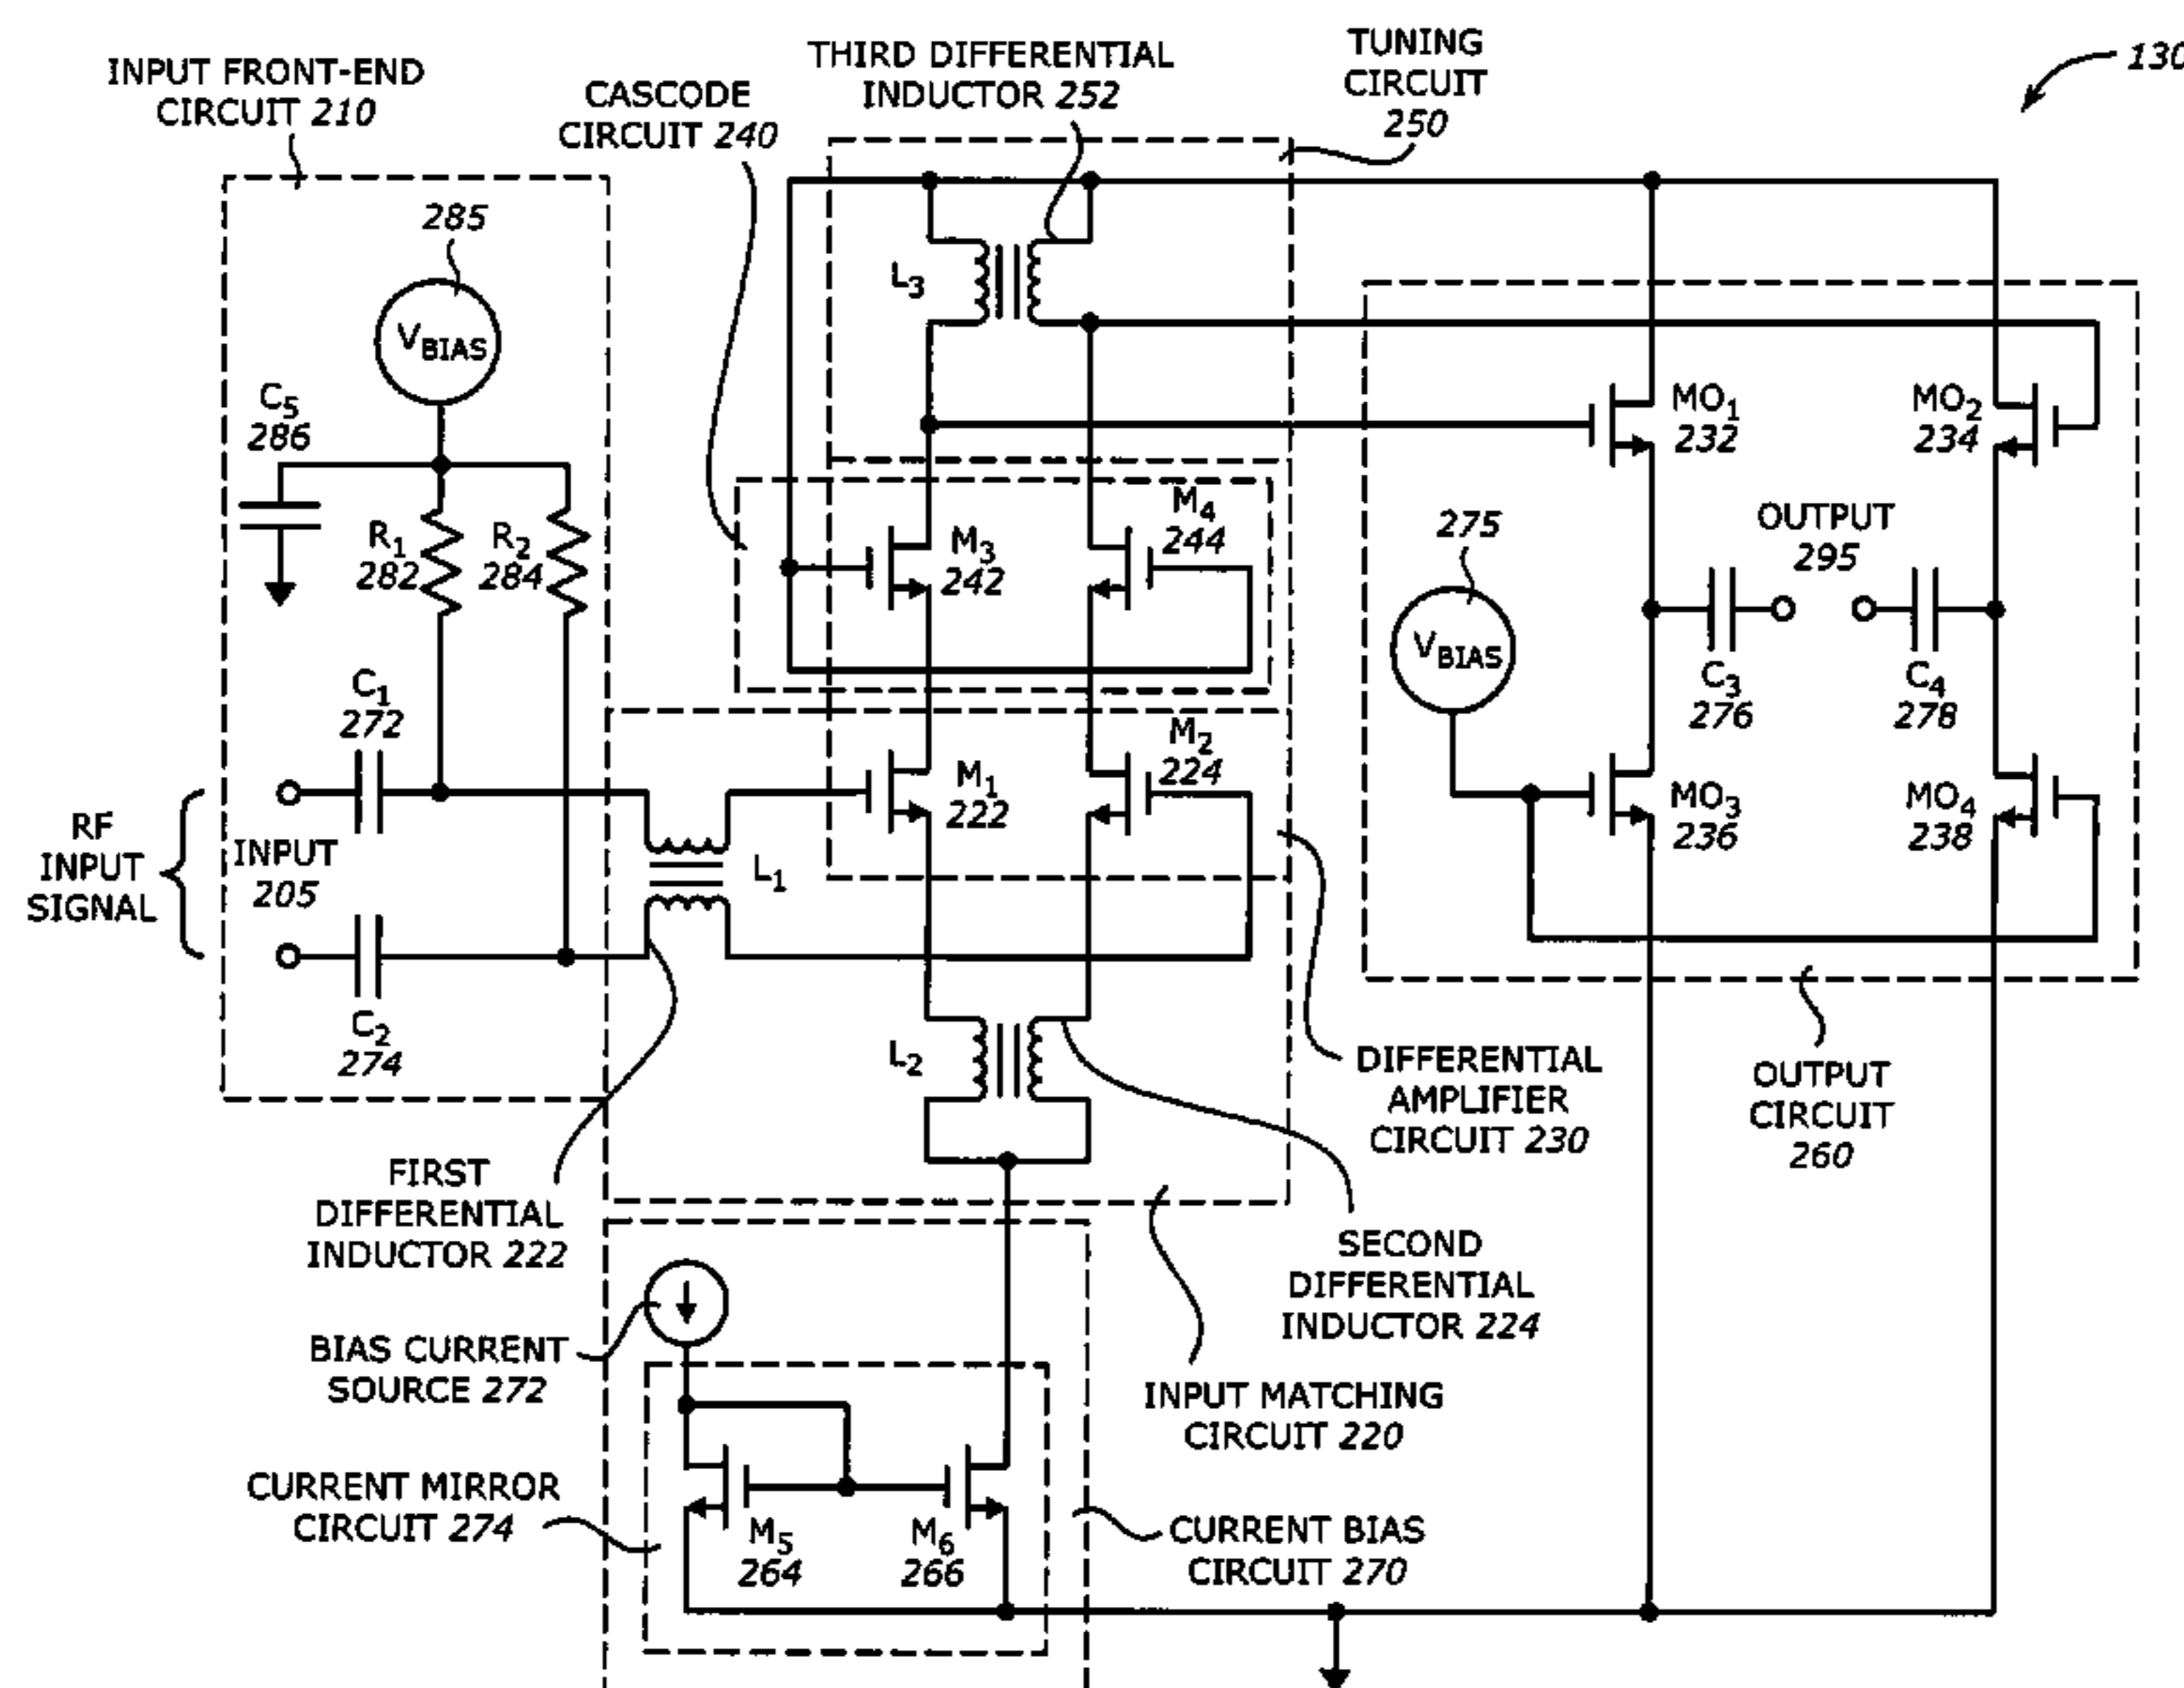 INPUT FRONT-END
CIRCUIT 210
CASCODE
CIRCUIT 240
THIRD DIFFERENTIAL
INDUCTOR 252
TUNING
CIRCUIT
250
130
285
VBIAS
C5
286
R1
282
R2
284
L3
M3
242
M4
244
MO1
232
MO2
234
275
VBIAS
OUTPUT
295
C3
276
C4
278
C1
272
RF
INPUT
SIGNAL
INPUT
205
C2
274
L1
M1
222
M2
224
MO3
236
MO4
238
L2
DIFFERENTIAL
AMPLIFIER
CIRCUIT 230
OUTPUT
CIRCUIT
260
FIRST
DIFFERENTIAL
INDUCTOR 222
SECOND
DIFFERENTIAL
INDUCTOR 224
BIAS CURRENT
SOURCE 272
INPUT MATCHING
CIRCUIT 220
CURRENT MIRROR
CIRCUIT 274
M5
264
M6
266
CURRENT BIAS
CIRCUIT 270